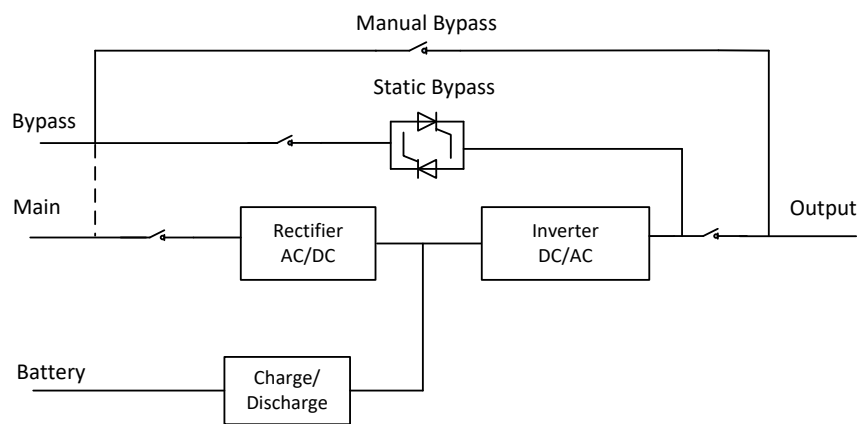 Manual Bypass
Static Bypass
Bypass
Main
Rectifier
AC/DC
Inverter
DC/AC
Output
Battery
Charge/
Discharge